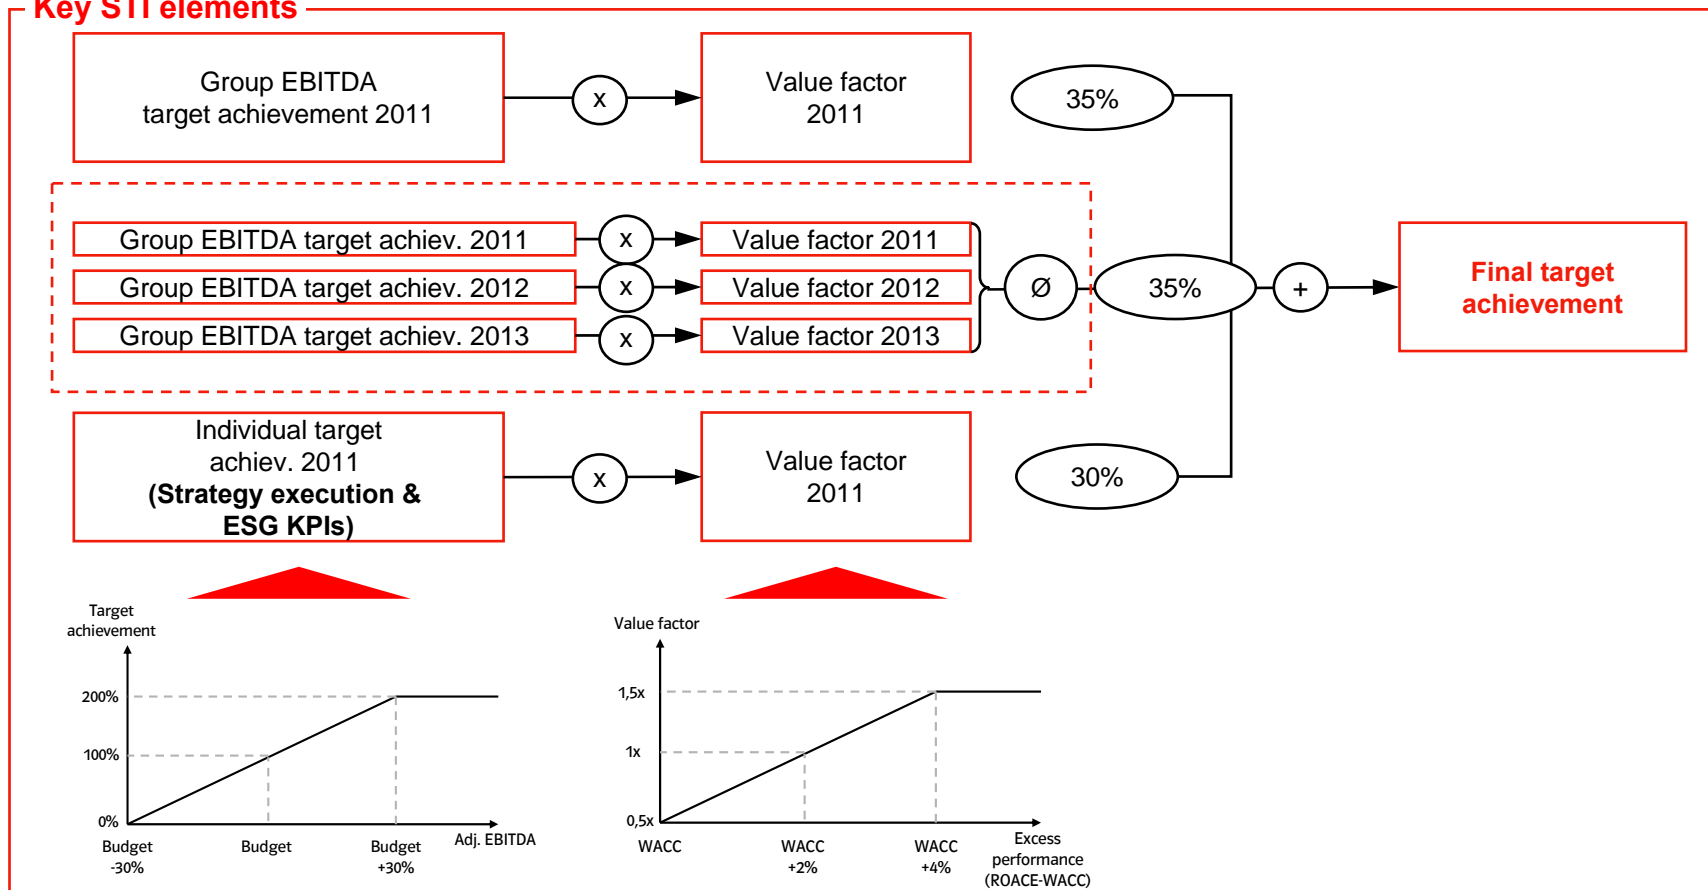 Key STI elements
Group EBITDA
target achievement 2011
x
Value factor
2011
35%
Group EBITDA target achiev. 2011
x
Value factor 2011
Group EBITDA target achiev. 2012
x
Value factor 2012
Group EBITDA target achiev. 2013
x
Value factor 2013
Ø
35%
+
Final target
achievement
Individual target
achiev. 2011
(Strategy execution &
ESG KPIs)
x
Value factor
2011
30%
Target
achievement
200%
100%
0%
Budget
-30%
Budget
Budget
+30%
Adj. EBITDA
Value factor
1,5x
1x
0,5x
WACC
WACC
+2%
WACC
+4%
Excess
performance
(ROACE-WACC)